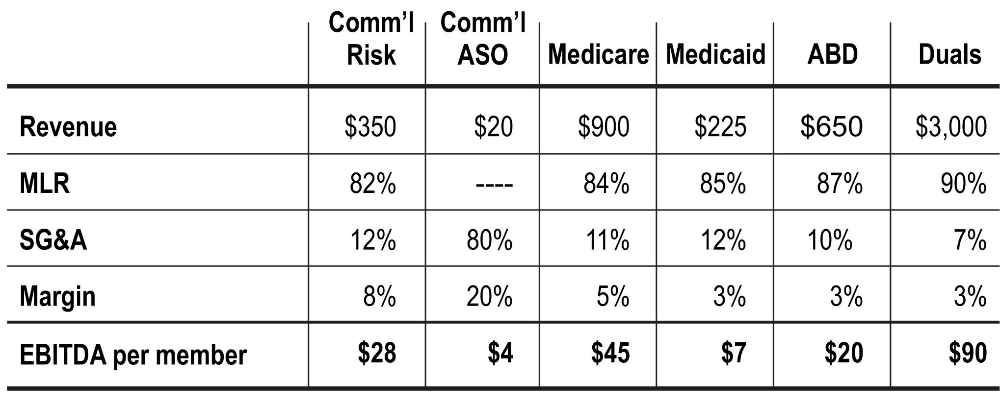 Comm’l Comm’l
Risk ASO Medicare Medicaid ABD Duals
Revenue $350 $20 $900 $225 $650 $3,000
MLR 82% ---- 84% 85% 87% 90%
SG&A 12% 80% 11% 12% 10% 7%
Margin 8% 20% 5% 3% 3% 3%
EBITDA per member $28 $4 $45 $7 $20 $90